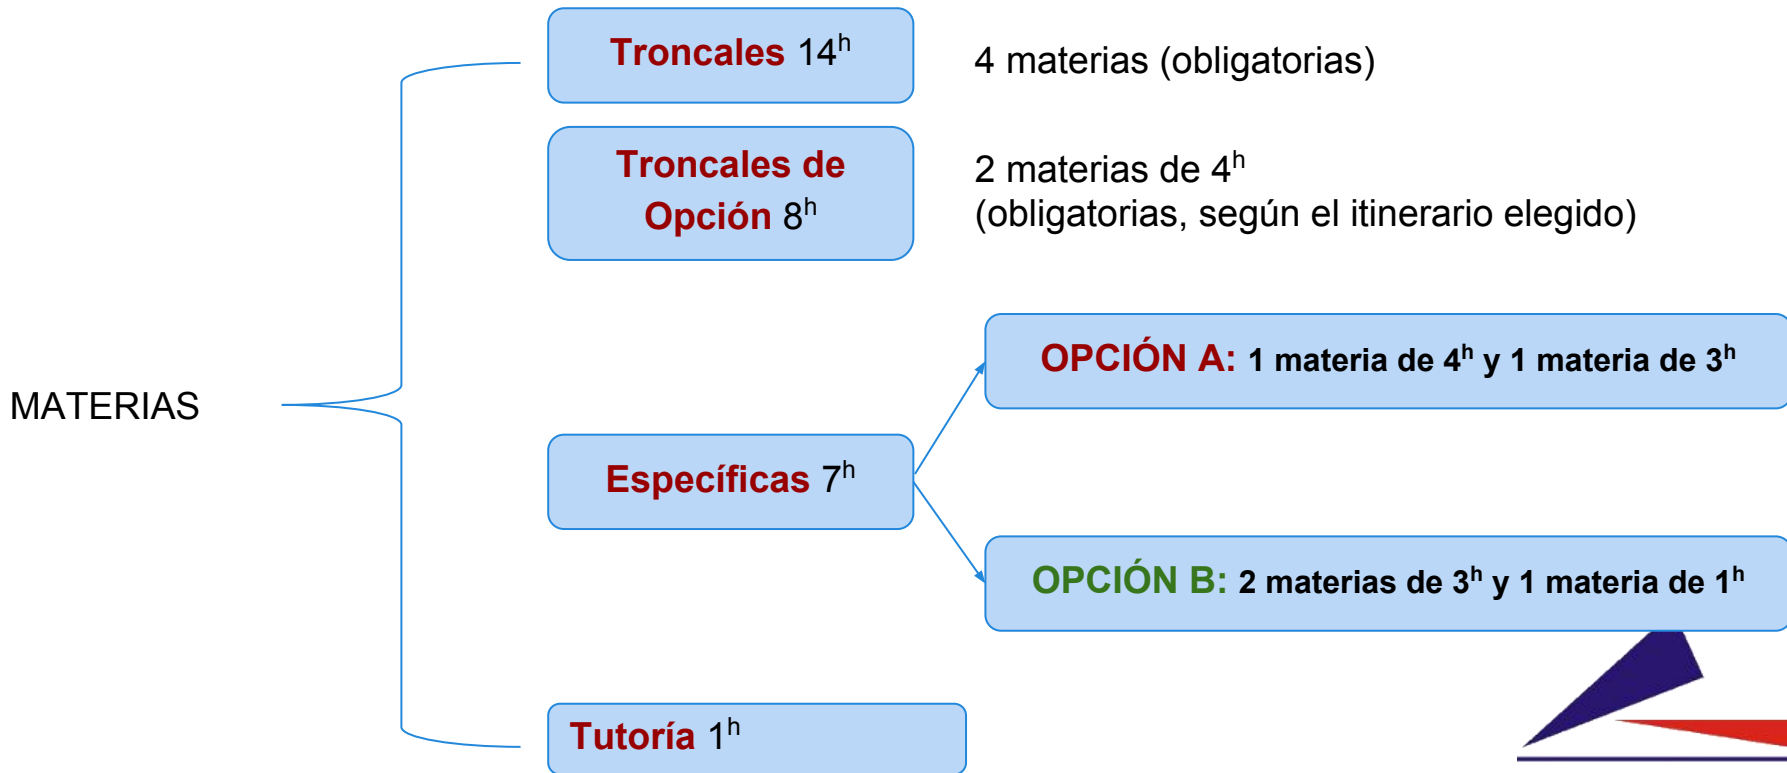 Troncales 14ʰ
4 materias (obligatorias)
Troncales de
Opción 8ʰ
2 materias de 4ʰ
(obligatorias, según el itinerario elegido)
MATERIAS
Específicas 7ʰ
OPCIÓN A: 1 materia de 4ʰ y 1 materia de 3ʰ
OPCIÓN B: 2 materias de 3ʰ y 1 materia de 1ʰ
Tutoría 1ʰ